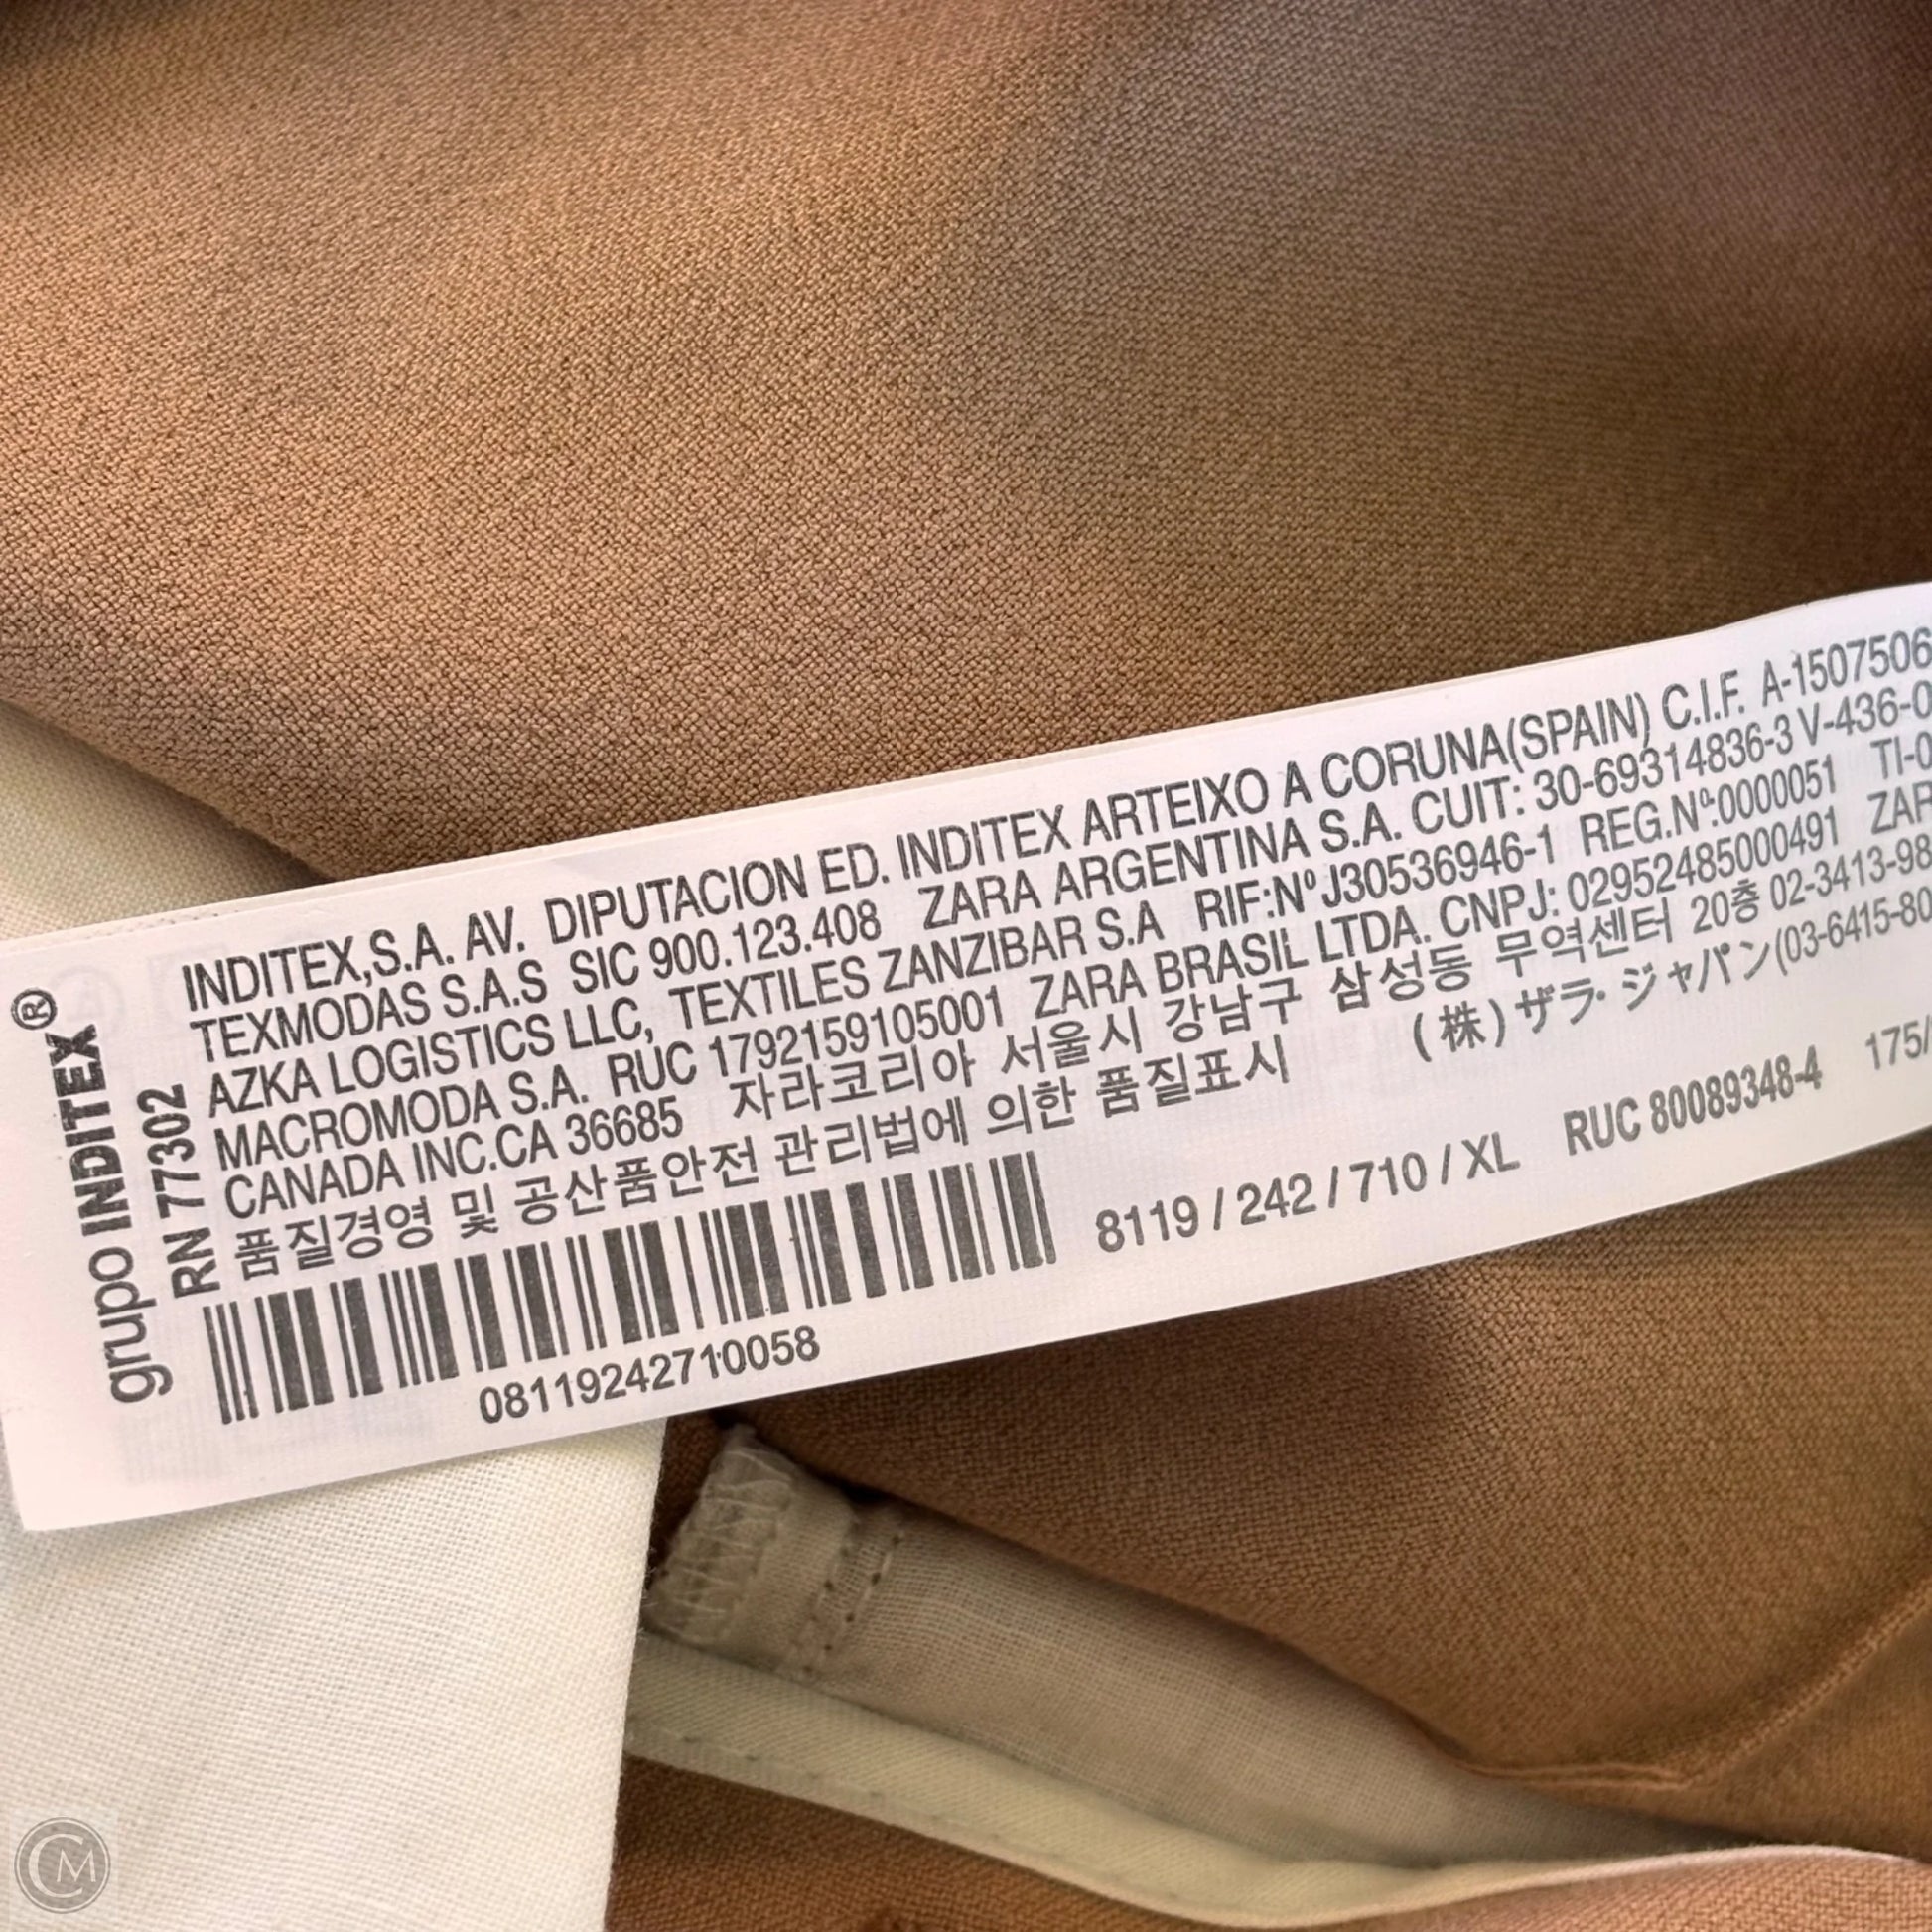 grupo INDITEX®
RN 77302
INDITEX,S.A. AV. DIPUTACION ED. INDITEX ARTEIXO A CORUNA(SPAIN) C.I.F. A-1507506
TEXMODAS S.A.S SIC 900.123.408 ZARA ARGENTINA S.A. CUIT: 30-69314836-3 V-436-0
AZKA LOGISTICS LLC, TEXTILES ZANZIBAR S.A RIF:Nº J30536946-1 REG.Nº:0000051 TI-0
MACROMODA S.A. RUC 1792159105001 ZARA BRASIL LTDA. CNPJ: 02952485000491 ZAR
CANADA INC.CA 36685 자라코리아 서울시 강남구 삼성동 무역센터 20층 02-3413-98
품질경영 및 공산품안전 관리법에 의한 품질표시 (株)ザラ・ジャパン(03-6415-80
8119 / 242 / 710 / XL RUC 80089348-4 175/
08119242710058
CM